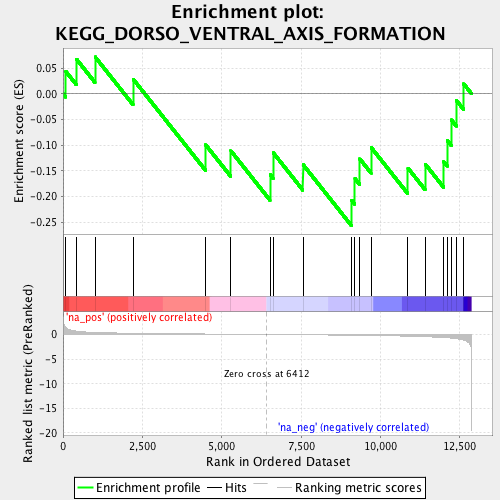 Enrichment plot:
KEGG_DORSO_VENTRAL_AXIS_FORMATION
Enrichment score (ES)
0.05
0.00
-0.05
-0.10
-0.15
-0.20
-0.25
'na_pos' (positively correlated)
Ranked list metric (PreRanked)
0
-5
-10
-15
-20
Zero cross at 6412
'na_neg' (negatively correlated)
0
2,500
5,000
7,500
10,000
12,500
Rank in Ordered Dataset
Enrichment profile
Hits
Ranking metric scores